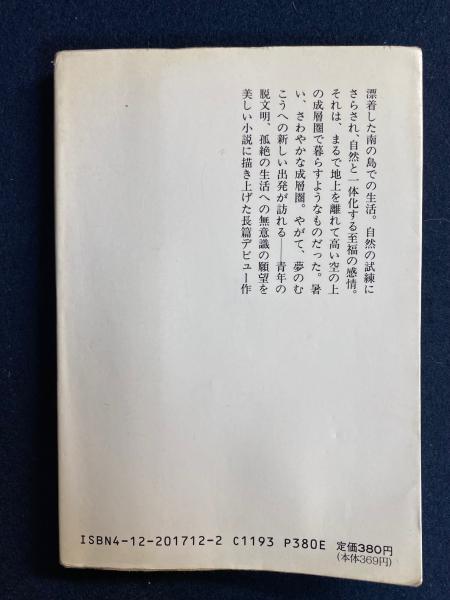 漂着した南の島での生活。自然の試練に
さらされ、自然と一体化する至福の感情。
それは、まるで地上を離れて高い空の上
の成層圏で暮らすようなものだった。暑
い、さわやかな成層圏。やがて、夢のむ
こうへの新しい出発が訪れる――青年の
脱文明、孤絶の生活への無意識の願望を
美しい小説に描き上げた長篇デビュー作
ISBN4-12-201712-2 C1193 P380E 定価380円
(本体369円)